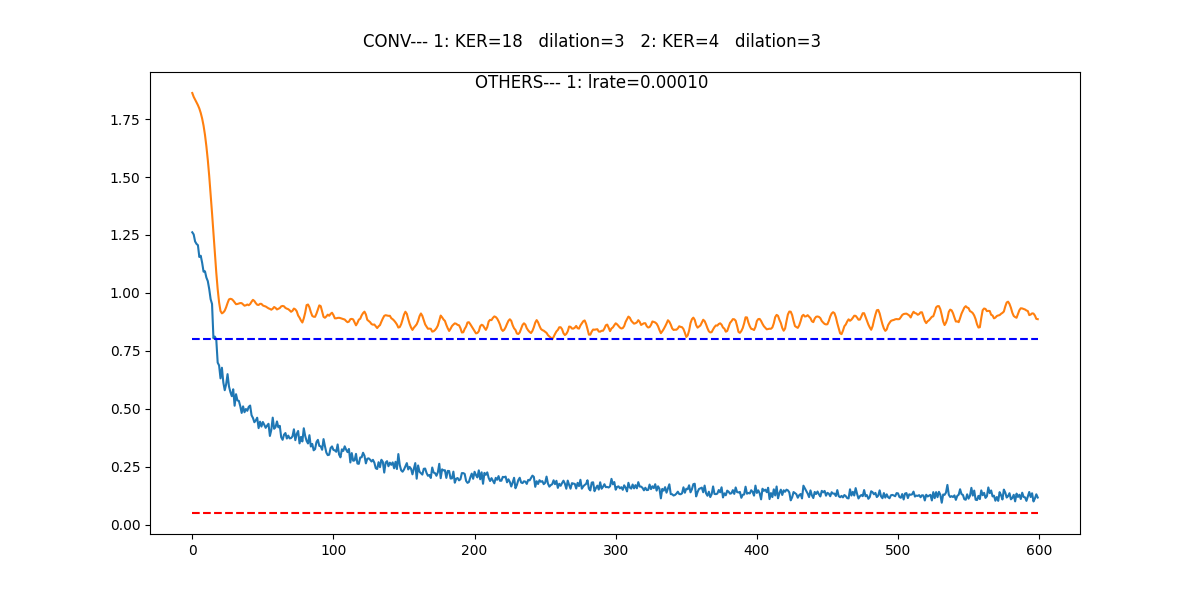 CONV--- 1: KER=18   dilation=3   2: KER=4   dilation=3
OTHERS--- 1: lrate=0.00010
1.75
1.50
1.25
1.00
0.75
0.50
0.25
0.00
0 100 200 300 400 500 600